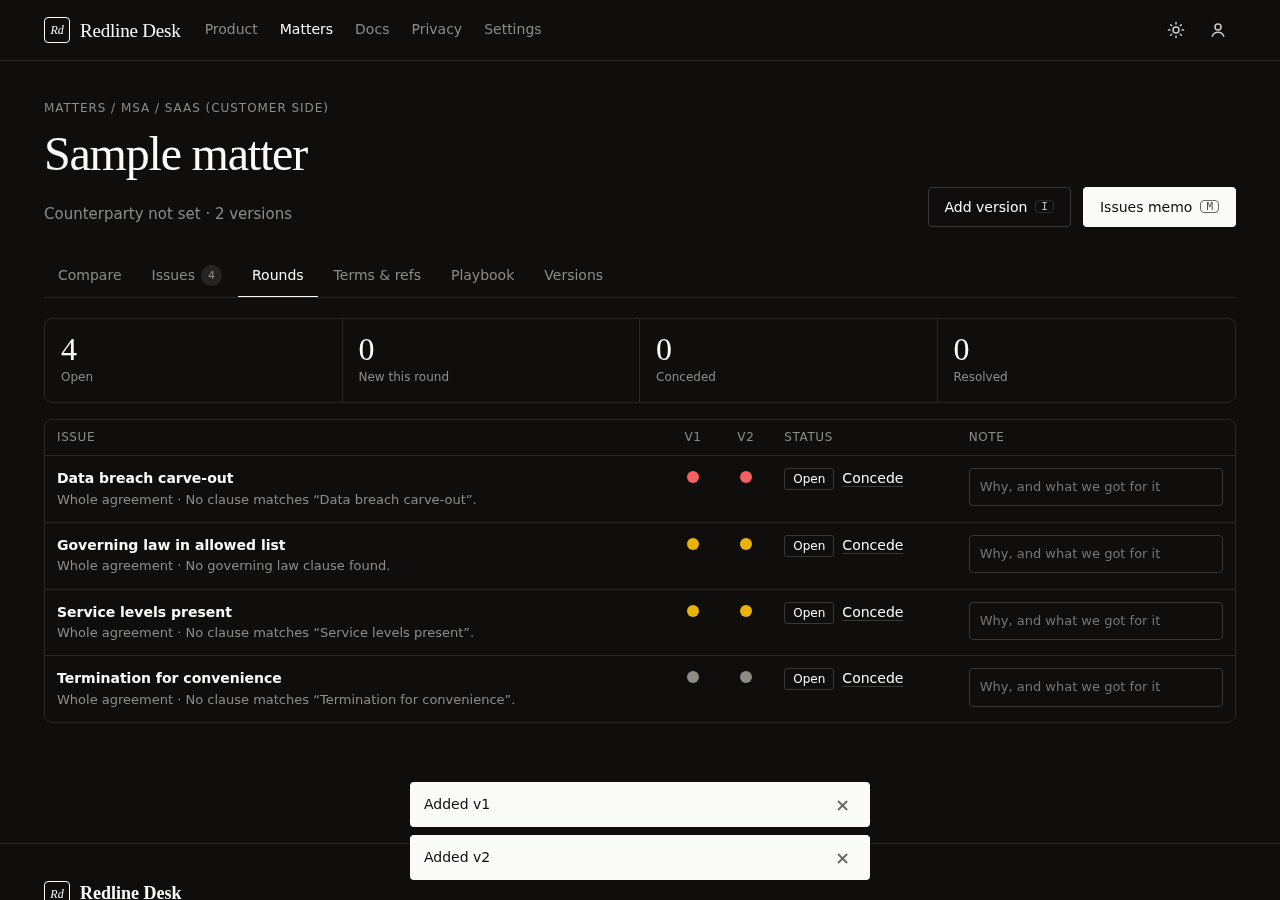 Rd Redline Desk Product Matters Docs Privacy Settings
MATTERS / MSA / SAAS (CUSTOMER SIDE)
Sample matter
Counterparty not set · 2 versions
Add version I Issues memo M
Compare Issues 4 Rounds Terms & refs Playbook Versions
4 0 0 0
Open New this round Conceded Resolved
ISSUE V1 V2 STATUS NOTE
Data breach carve-out Open Concede Why, and what we got for it
Whole agreement · No clause matches “Data breach carve-out”.
Governing law in allowed list Open Concede Why, and what we got for it
Whole agreement · No governing law clause found.
Service levels present Open Concede Why, and what we got for it
Whole agreement · No clause matches “Service levels present”.
Termination for convenience Open Concede Why, and what we got for it
Whole agreement · No clause matches “Termination for convenience”.
Added v1 ×
Added v2 ×
Rd Redline Desk